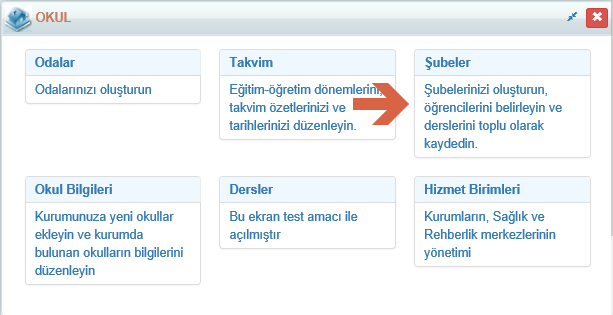 OKUL
Odalar
Odalarınızı oluşturun
Takvim
Eğitim-öğretim dönemlerini,
takvim özetlerinizi ve
tarihlerinizi düzenleyin.
Şubeler
Şubelerinizi oluşturun,
öğrencilerini belirleyin ve
derslerini toplu olarak
kaydedin.
Okul Bilgileri
Kurumunuza yeni okullar
ekleyin ve kurumda
bulunan okulların bilgilerini
düzenleyin
Dersler
Bu ekran test amacı ile
açılmıştır
Hizmet Birimleri
Kurumların, Sağlık ve
Rehberlik merkezlerinin
yönetimi